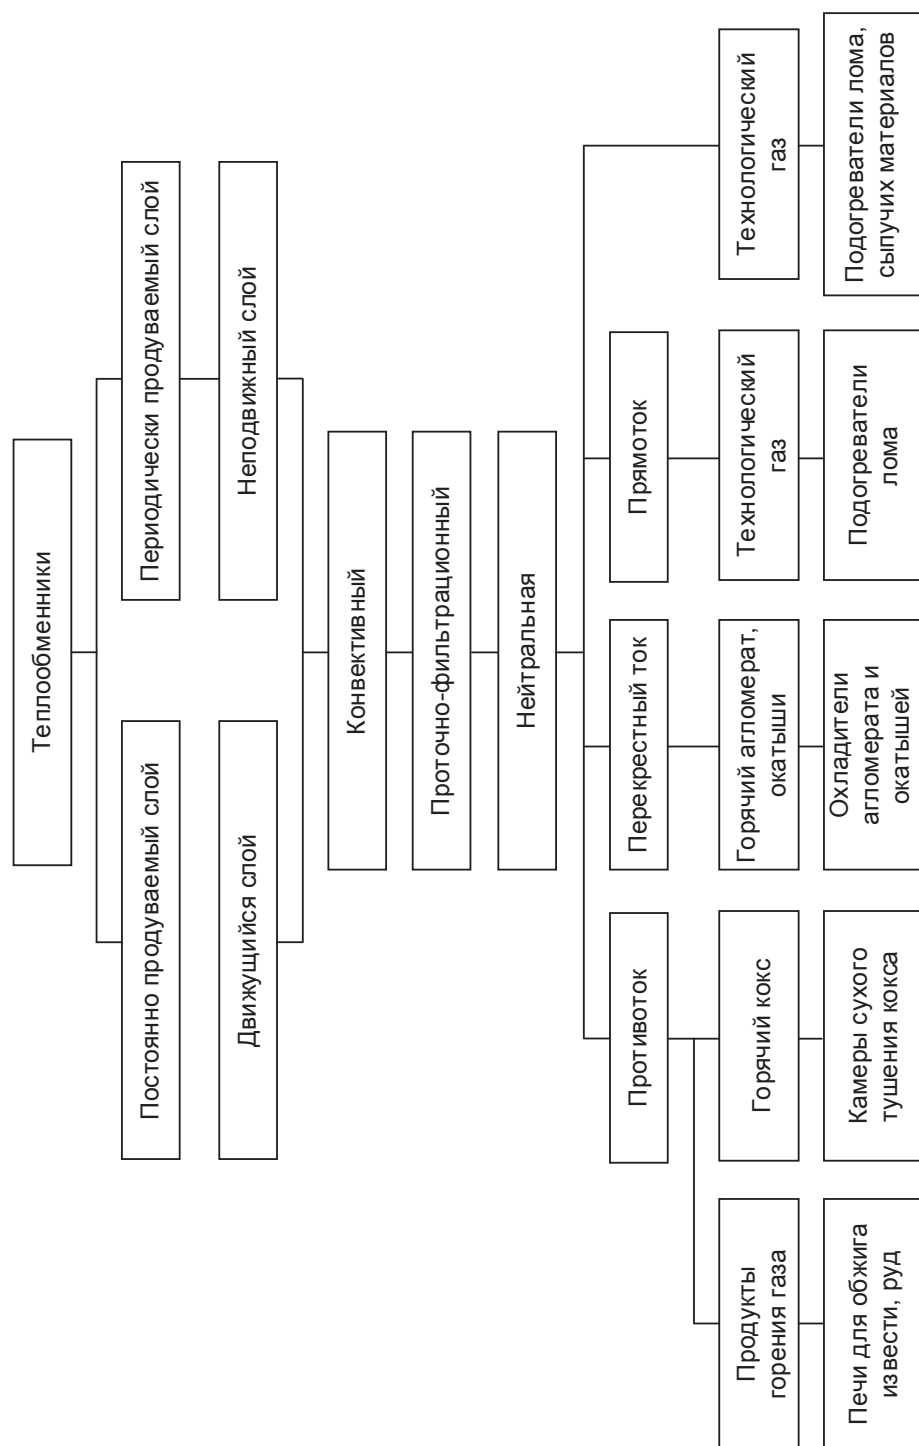 Теплообменники
Постоянно продуваемый слой
Периодически продуваемый слой
Движущийся слой
Неподвижный слой
Конвективный
Проточно-фильтрационный
Нейтральная
Противоток
Перекрестный ток
Прямоток
Продукты
горения газа
Горячий кокс
Горячий агломерат,
окатыши
Технологический
газ
Технологический
газ
Печи для обжига
извести, руд
Камеры сухого
тушения кокса
Охладители
агломерата и
окатышей
Подогреватели
лома
Подогреватели лома,
сыпучих материалов